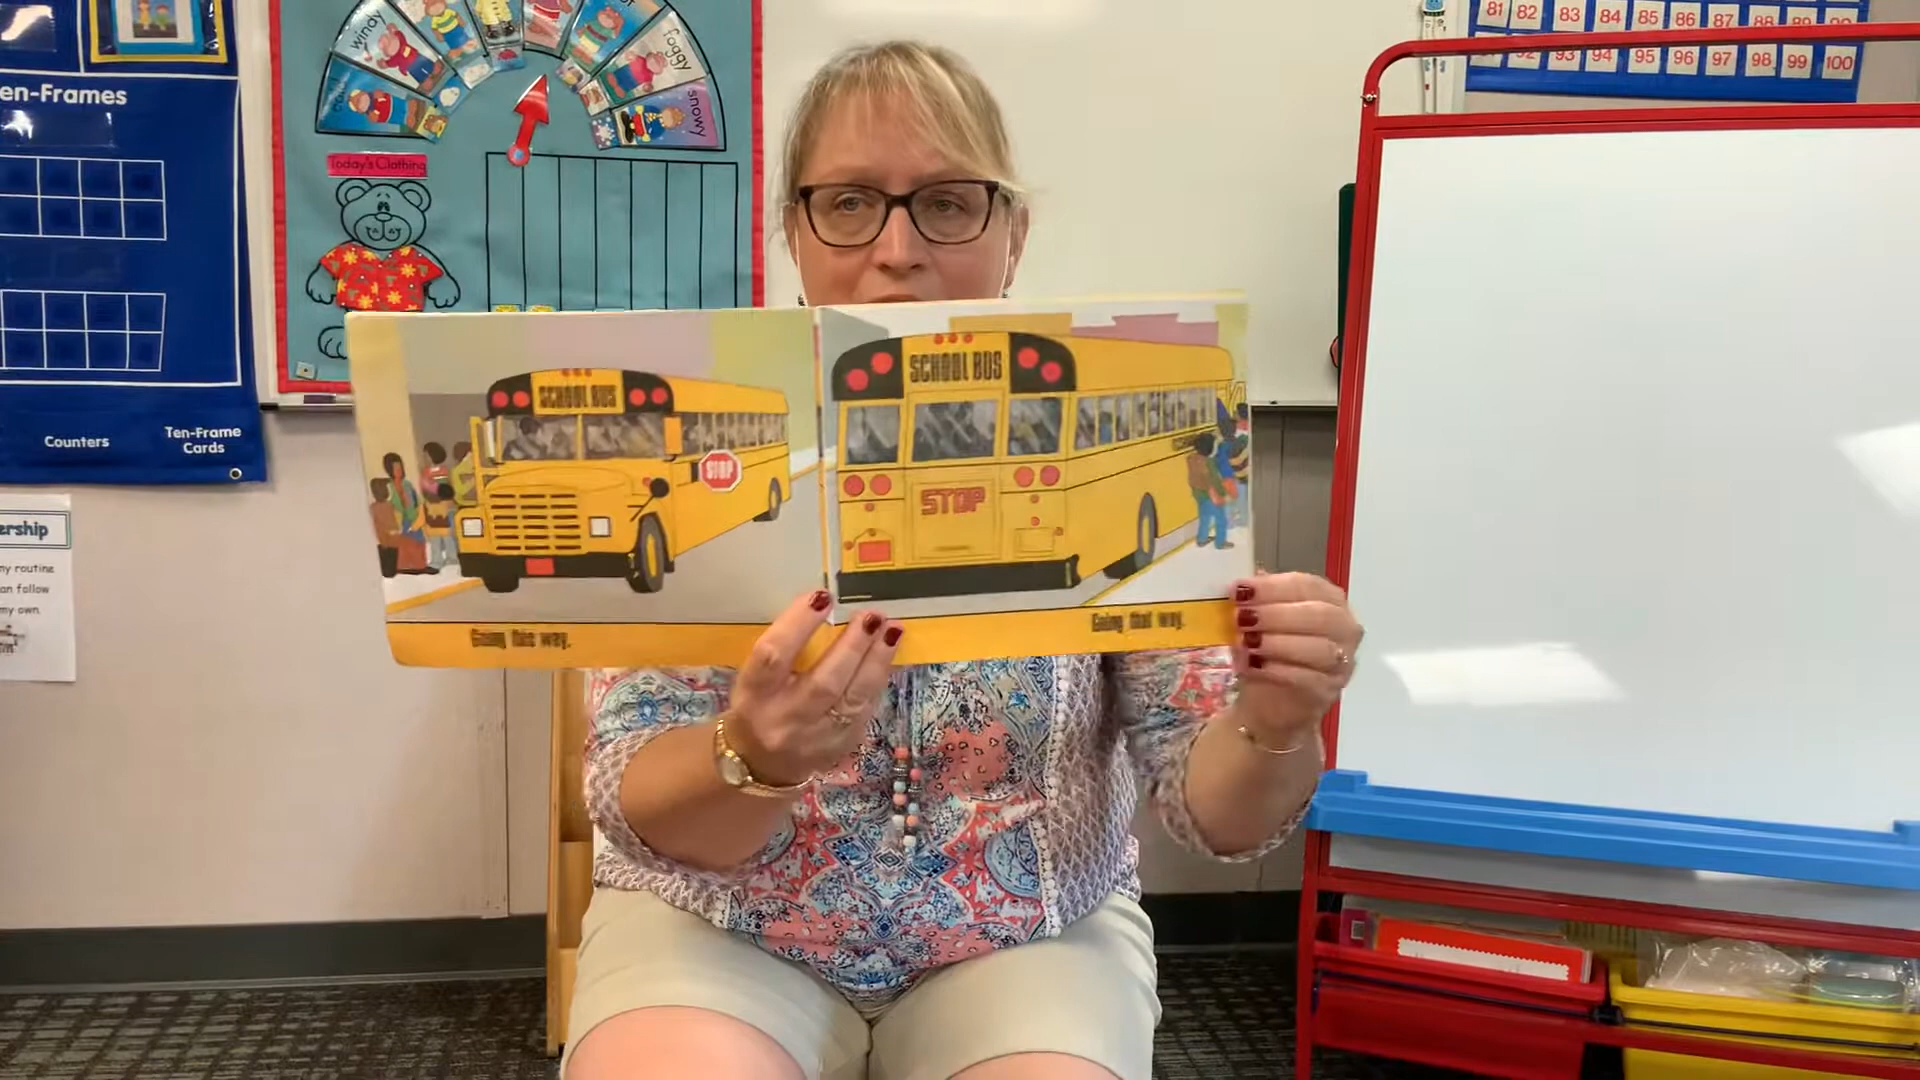 en-Frames
Counters
Ten-Frame
Cards
ership
my routine
an follow
my own.
windy
foggy
snowy
Today's Clothing
SCHOOL BUS
STOP
Going this way.
SCHOOL BUS
STOP
Going that way.
81 82 83 84 85 86 87 88 89 90
92 93 94 95 96 97 98 99 100